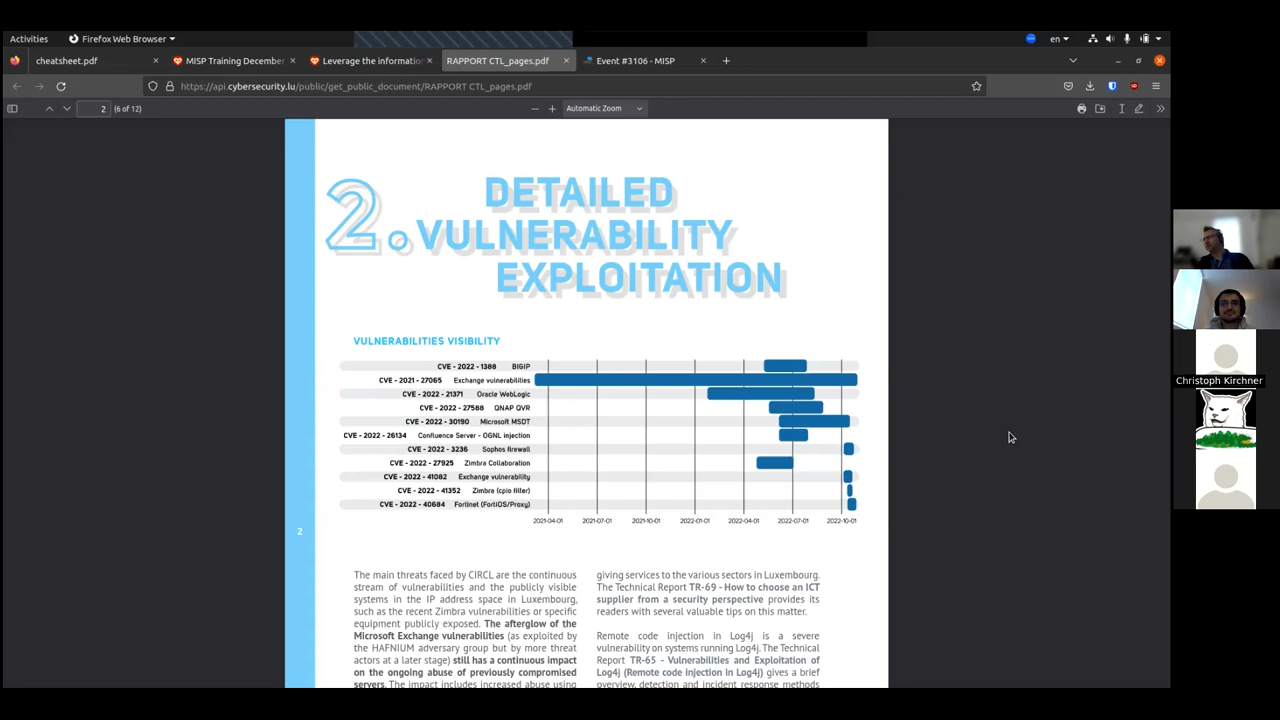 Activities
Firefox Web Browser
en
cheatsheet.pdf
MISP Training December
Leverage the informatio
RAPPORT CTL_pages.pdf
Event #3106 - MISP
https://api.cybersecurity.lu/public/get_public_document/RAPPORT CTL_pages.pdf
2
(6 of 12)
Automatic Zoom
2. DETAILED
VULNERABILITY
EXPLOITATION
VULNERABILITIES VISIBILITY
CVE - 2022 - 1388 BIGIP
CVE - 2021 - 27065 Exchange vulnerabilities
CVE - 2022 - 21371 Oracle WebLogic
CVE - 2022 - 27588 QNAP QVR
CVE - 2022 - 30190 Microsoft MSDT
CVE - 2022 - 26134 Confluence Server - OGNL injection
CVE - 2022 - 3236 Sophos firewall
CVE - 2022 - 27925 Zimbra Collaboration
CVE - 2022 - 41082 Exchange vulnerability
CVE - 2022 - 41352 Zimbra (cpio filter)
CVE - 2022 - 40684 Fortinet (FortiOS/Proxy)
2021-04-01 2021-07-01 2021-10-01 2022-01-01 2022-04-01 2022-07-01 2022-10-01
2
The main threats faced by CIRCL are the continuous
stream of vulnerabilities and the publicly visible
systems in the IP address space in Luxembourg,
such as the recent Zimbra vulnerabilities or specific
equipment publicly exposed. The afterglow of the
Microsoft Exchange vulnerabilities (as exploited by
the HAFNIUM adversary group but by more threat
actors at a later stage) still has a continuous impact
on the ongoing abuse of previously compromised
servers. The impact includes increased abuse using
giving services to the various sectors in Luxembourg.
The Technical Report TR-69 - How to choose an ICT
supplier from a security perspective provides its
readers with several valuable tips on this matter.
Remote code injection in Log4j is a severe
vulnerability on systems running Log4j. The Technical
Report TR-65 - Vulnerabilities and Exploitation of
Log4j (Remote code injection in Log4j) gives a brief
overview, detection and incident response methods
Christoph Kirchner